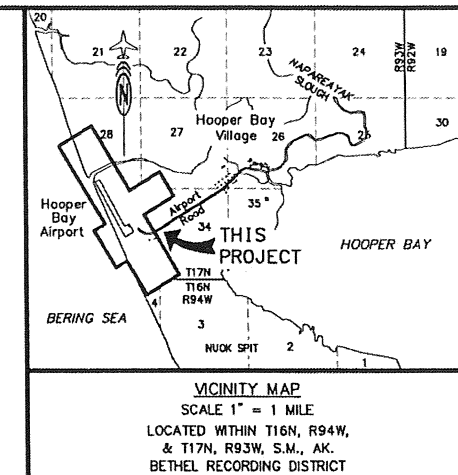 20
21
22
23
24
19
R93W
R92W
N
NAPAREAYAK
SLOUGH
28
27
Hooper Bay
Village
26
25
30
Hooper
Bay
Airport
Airport
Road
35
34
THIS
PROJECT
HOOPER BAY
T17N
T16N
R94W
4
BERING SEA
3
NUOK SPIT
2
1
VICINITY MAP
SCALE 1" = 1 MILE
LOCATED WITHIN T16N, R94W,
& T17N, R93W, S.M., AK.
BETHEL RECORDING DISTRICT